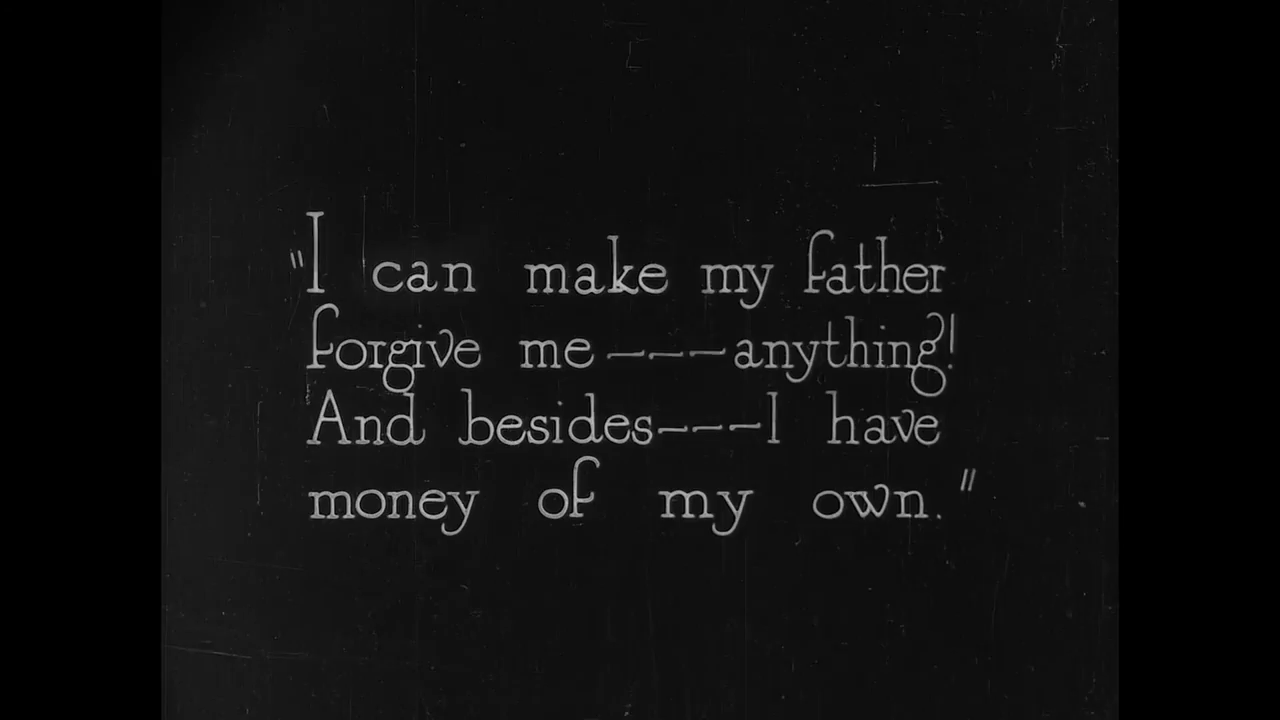 "I can make my father
forgive me---anything!
And besides---I have
money of my own."